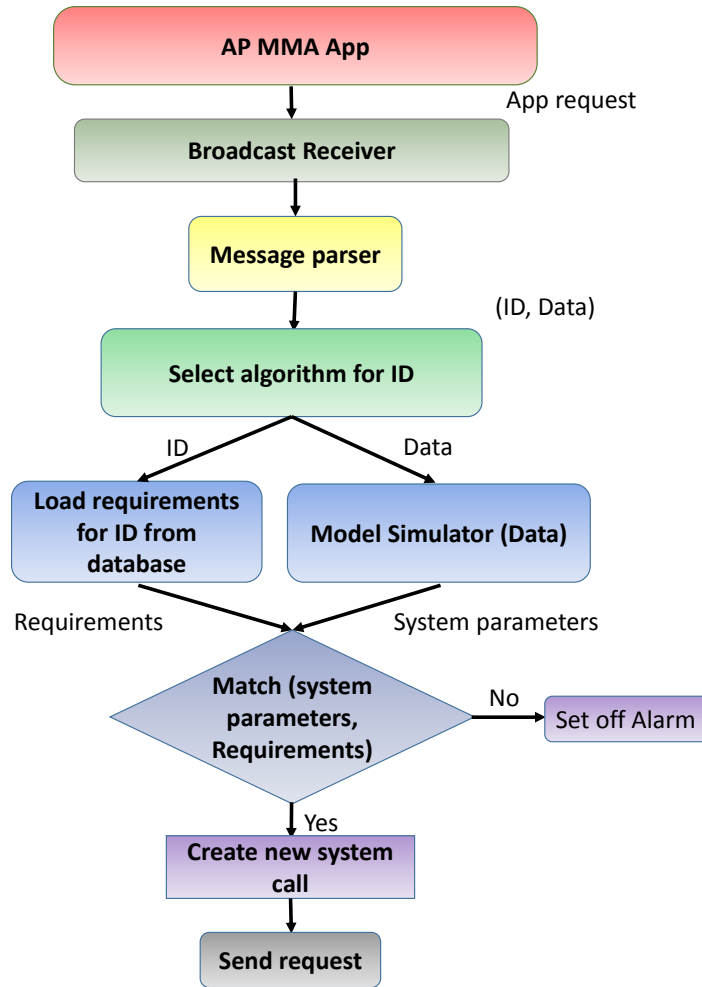 AP MMA App
App request
Broadcast Receiver
Message parser
(ID, Data)
Select algorithm for ID
ID
Data
Load requirements
for ID from
database
Model Simulator (Data)
Requirements
System parameters
Match (system
parameters,
Requirements)
No
Set off Alarm
Yes
Create new system
call
Send request